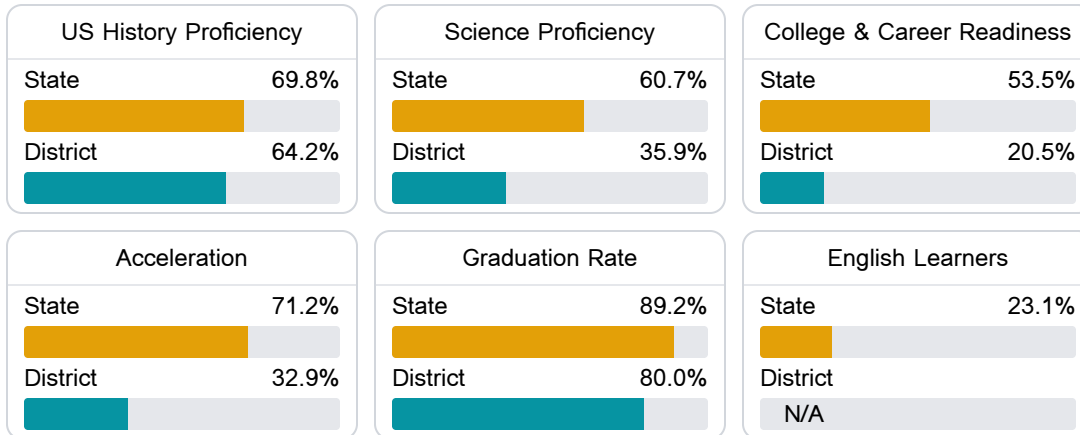 US History Proficiency
State 69.8%
District 64.2%
Science Proficiency
State 60.7%
District 35.9%
College & Career Readiness
State 53.5%
District 20.5%
Acceleration
State 71.2%
District 32.9%
Graduation Rate
State 89.2%
District 80.0%
English Learners
State 23.1%
District
N/A